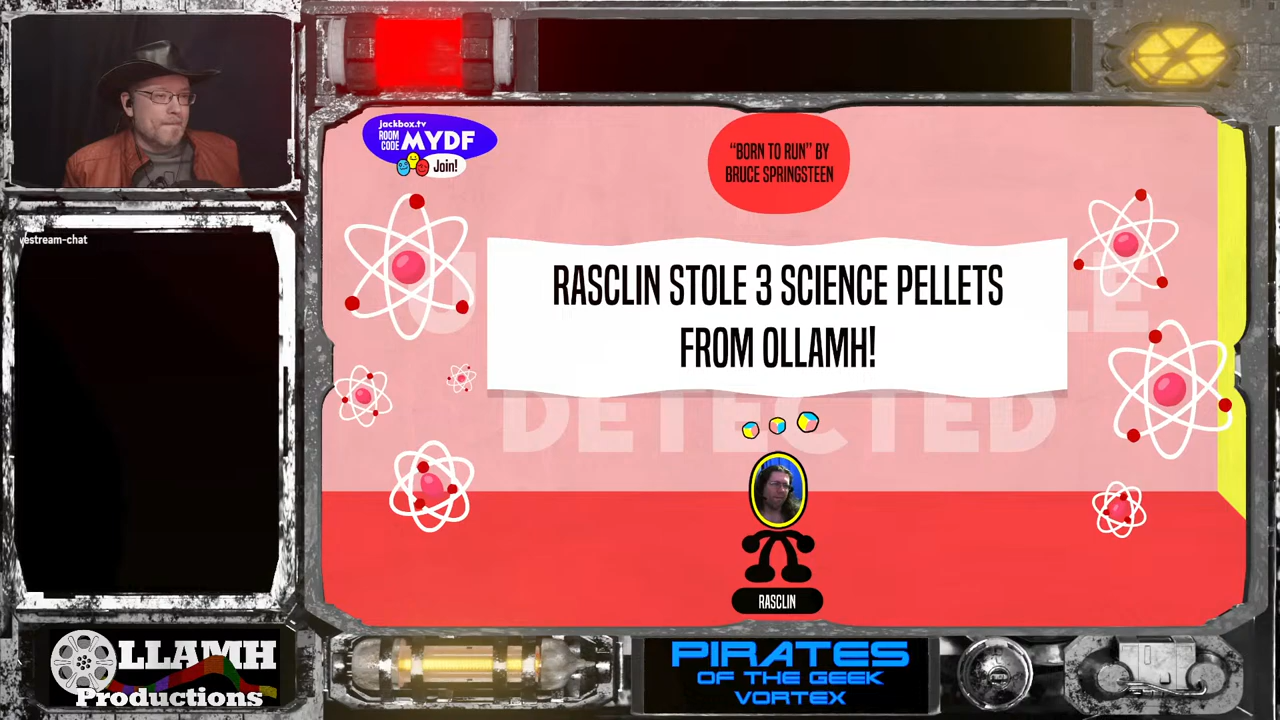 jackbox.tv
ROOM
CODE
MYDF
Join!
“BORN TO RUN” BY
BRUCE SPRINGSTEEN
RASCLIN STOLE 3 SCIENCE PELLETS
FROM OLLAMH!
DETECTED
RASCLIN
vestream-chat
OLLAMH
Productions
PIRATES
OF THE GEEK
VORTEX